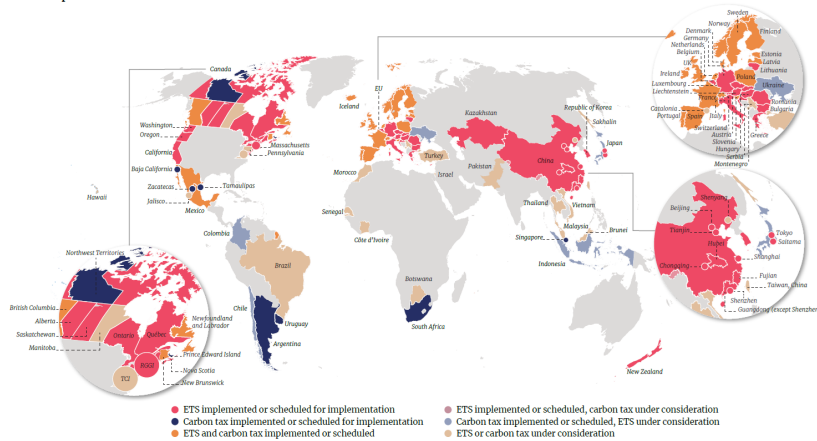 Canada
Washington
Oregon
California
Baja California
Zacatecas
Jalisco
Mexico
Tamaulipas
Massachusetts
Pennsylvania
Hawaii
Northwest Territories
British Columbia
Alberta
Saskatchewan
Manitoba
Ontario
Québec
Newfoundland
and Labrador
Prince Edward Island
Nova Scotia
New Brunswick
RGGI
TCI
Colombia
Brazil
Chile
Uruguay
Argentina
Iceland
EU
Morocco
Senegal
Côte d'Ivoire
Botswana
South Africa
Turkey
Israel
Pakistan
Kazakhstan
China
Republic of Korea
Sakhalin
Japan
Thailand
Vietnam
Malaysia
Brunei
Singapore
Indonesia
New Zealand
Sweden
Norway
Denmark
Germany
Netherlands
Belgium
UK
Ireland
Luxembourg
Liechtenstein
France
Catalonia
Portugal
Spain
Switzerland
Italy
Austria
Slovenia
Hungary
Serbia
Montenegro
Greece
Bulgaria
Romania
Ukraine
Poland
Lithuania
Latvia
Estonia
Finland
Shenyang
Beijing
Tianjin
Hubei
Chongqing
Tokyo
Saitama
Shanghai
Fujian
Taiwan, China
Shenzhen
Guangdong (except Shenzhen
ETS implemented or scheduled for implementation
Carbon tax implemented or scheduled for implementation
ETS and carbon tax implemented or scheduled
ETS implemented or scheduled, carbon tax under consideration
Carbon tax implemented or scheduled, ETS under consideration
ETS or carbon tax under consideration